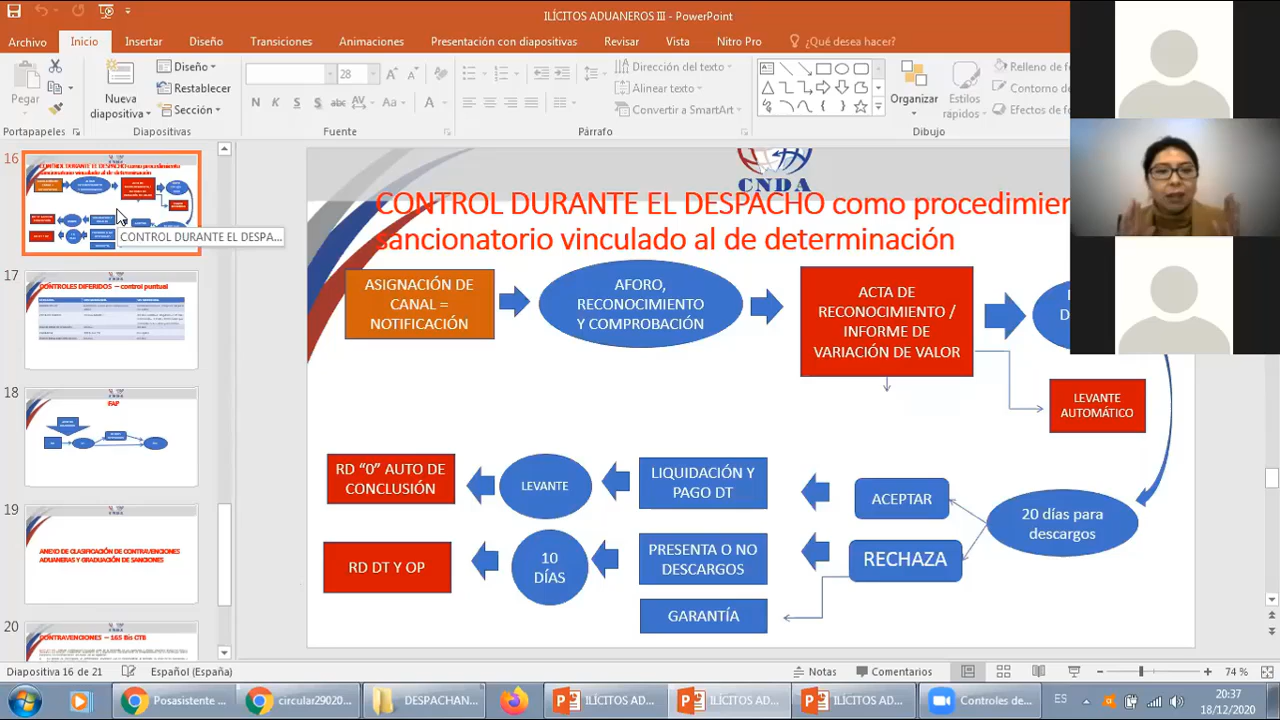 ILÍCITOS ADUANEROS III - PowerPoint
Archivo
Inicio
Insertar
Diseño
Transiciones
Animaciones
Presentación con diapositivas
Revisar
Vista
Nitro Pro
¿Qué desea hacer?
Pegar
Nueva
diapositiva
Diseño
Restablecer
Sección
28
N K S S abc AV Aa A
Dirección del texto
Alinear texto
Convertir a SmartArt
Organizar
Estilos
rápidos
Relleno de
Contorno de
Efectos de fo
Portapapeles
Diapositivas
Fuente
Párrafo
Dibujo
16
CONTROL DURANTE EL DESPACHO como procedimiento
sancionatorio vinculado al de determinación
CONTROL DURANTE EL DESPA...
17
CONTROLES DIFERIDOS – control puntual
18
FAP
19
ANEXO DE CLASIFICACIÓN DE CONTRAVENCIONES
ADUANERAS Y GRADUACIÓN DE SANCIONES
20
CONTRAVENCIONES – 165 Bis CTB
CNDA
CONTROL DURANTE EL DESPACHO como procedimien
sancionatorio vinculado al de determinación
ASIGNACIÓN DE
CANAL =
NOTIFICACIÓN
AFORO,
RECONOCIMIENTO
Y COMPROBACIÓN
ACTA DE
RECONOCIMIENTO /
INFORME DE
VARIACIÓN DE VALOR
LEVANTE
AUTOMÁTICO
RD “0” AUTO DE
CONCLUSIÓN
LEVANTE
LIQUIDACIÓN Y
PAGO DT
ACEPTAR
20 días para
descargos
RD DT Y OP
10
DÍAS
PRESENTA O NO
DESCARGOS
RECHAZA
GARANTÍA
Diapositiva 16 de 21
Español (España)
Notas
Comentarios
74 %
Posasistente ...
circular29020...
DESPACHAN...
ILÍCITOS AD...
ILÍCITOS AD...
ILÍCITOS AD...
Controles de...
ES
20:37
18/12/2020